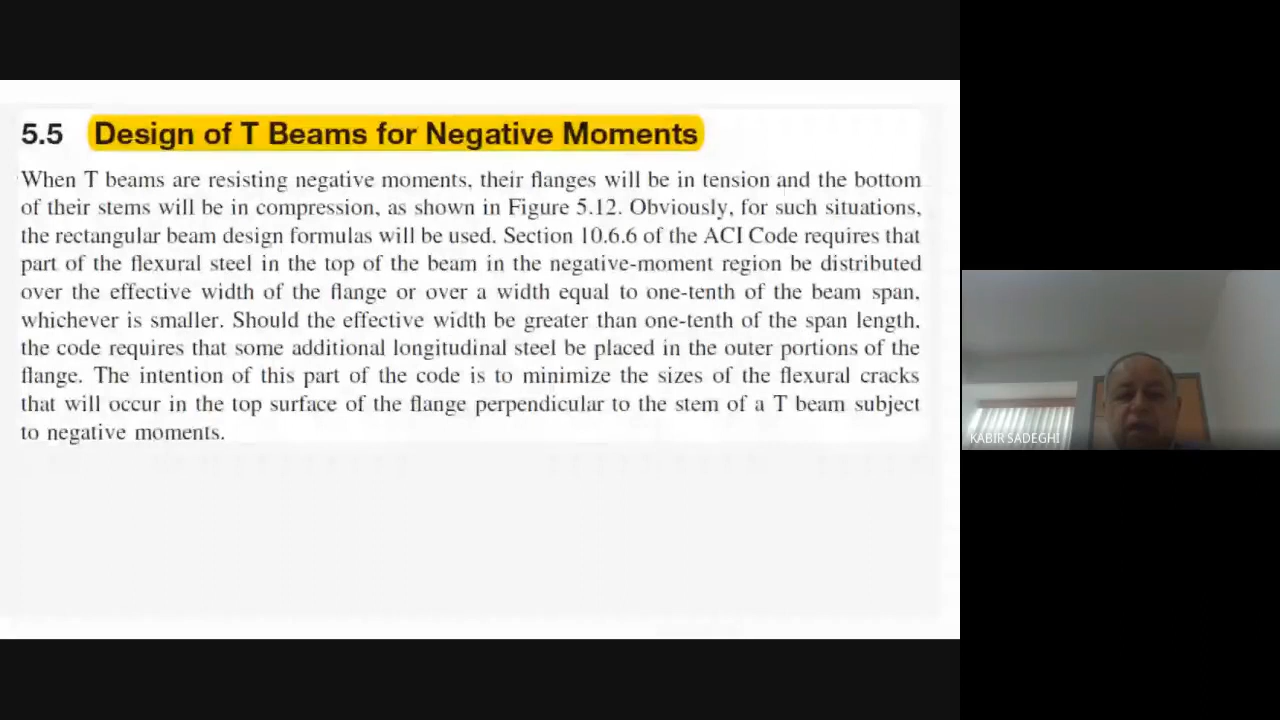 5.5 Design of T Beams for Negative Moments
When T beams are resisting negative moments, their flanges will be in tension and the bottom
of their stems will be in compression, as shown in Figure 5.12. Obviously, for such situations,
the rectangular beam design formulas will be used. Section 10.6.6 of the ACI Code requires that
part of the flexural steel in the top of the beam in the negative-moment region be distributed
over the effective width of the flange or over a width equal to one-tenth of the beam span,
whichever is smaller. Should the effective width be greater than one-tenth of the span length,
the code requires that some additional longitudinal steel be placed in the outer portions of the
flange. The intention of this part of the code is to minimize the sizes of the flexural cracks
that will occur in the top surface of the flange perpendicular to the stem of a T beam subject
to negative moments.
KABIR SADEGHI